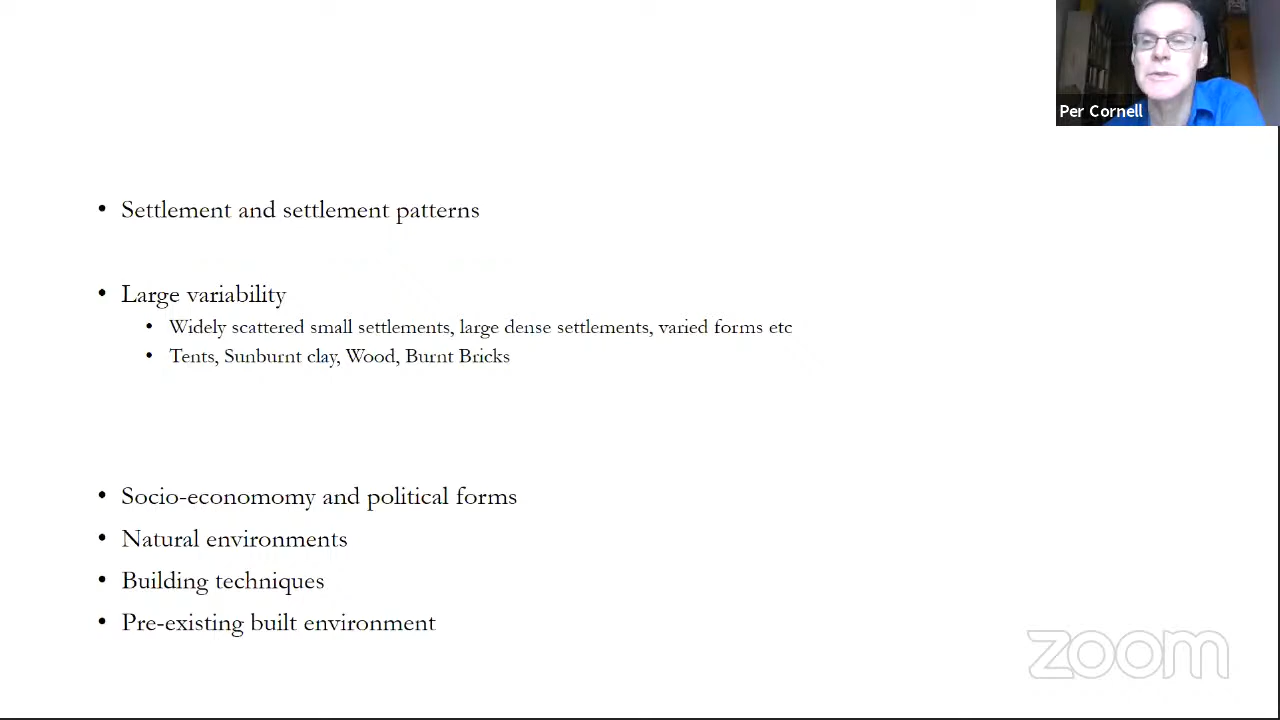 Per Cornell
• Settlement and settlement patterns
• Large variability
• Widely scattered small settlements, large dense settlements, varied forms etc
• Tents, Sunburnt clay, Wood, Burnt Bricks
• Socio-economomy and political forms
• Natural environments
• Building techniques
• Pre-existing built environment
zoom